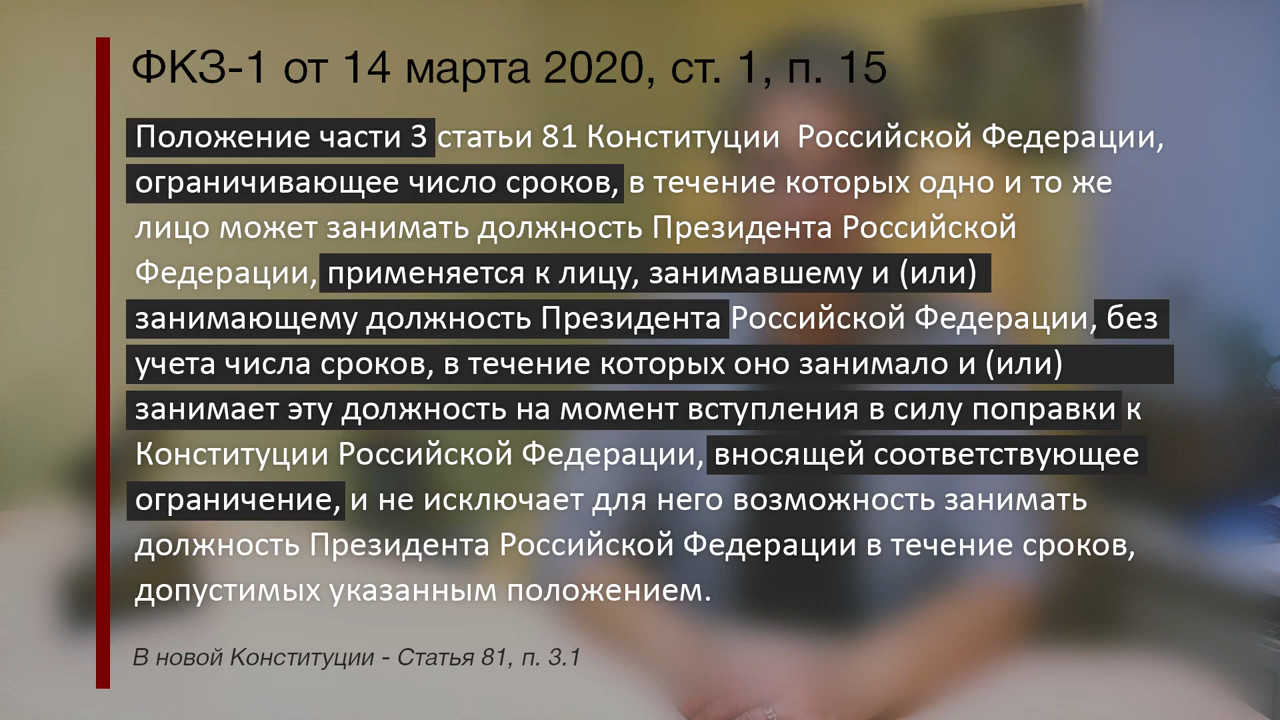 ФКЗ-1 от 14 марта 2020, ст. 1, п. 15
Положение части 3 статьи 81 Конституции Российской Федерации,
ограничивающее число сроков, в течение которых одно и то же
лицо может занимать должность Президента Российской
Федерации, применяется к лицу, занимавшему и (или)
занимающему должность Президента Российской Федерации, без
учета числа сроков, в течение которых оно занимало и (или)
занимает эту должность на момент вступления в силу поправки к
Конституции Российской Федерации, вносящей соответствующее
ограничение, и не исключает для него возможность занимать
должность Президента Российской Федерации в течение сроков,
допустимых указанным положением.
В новой Конституции - Статья 81, п. 3.1